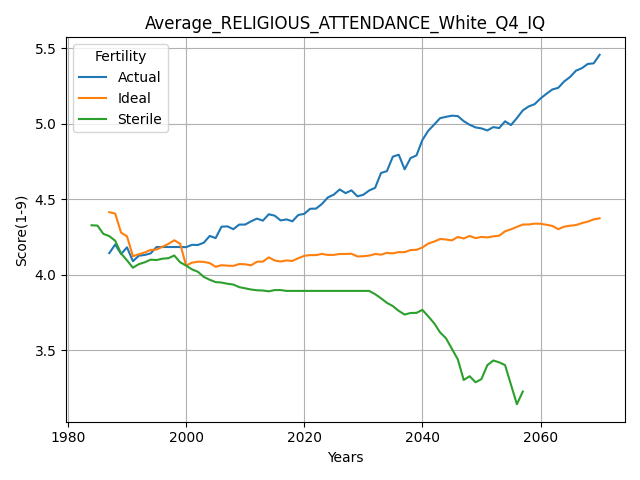 Average_RELIGIOUS_ATTENDANCE_White_Q4_IQ
Fertility
Actual
Ideal
Sterile
Score(1-9)
5.5
5.0
4.5
4.0
3.5
1980
2000
2020
2040
2060
Years